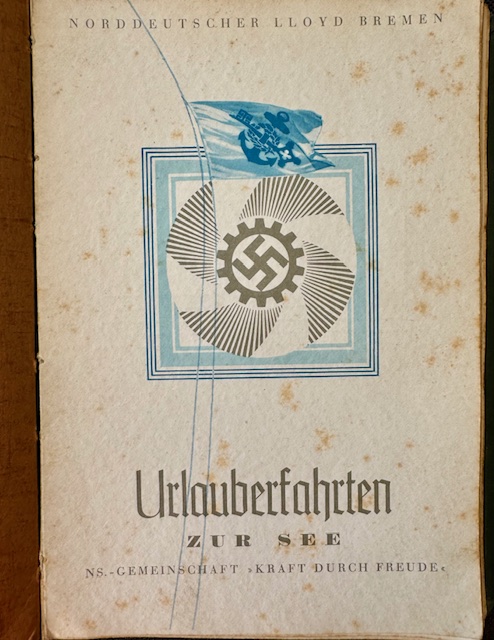 NORDDEUTSCHER LLOYD BREMEN
Urlauberfahrten
ZUR SEE
NS.-GEMEINSCHAFT »KRAFT DURCH FREUDE«